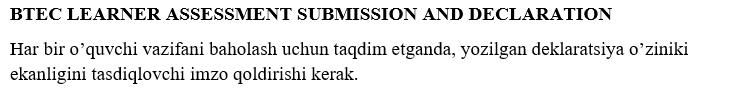 BTEC LEARNER ASSESSMENT SUBMISSION AND DECLARATION
Har bir o’quvchi vazifani baholash uchun taqdim etganda, yozilgan deklaratsiya o’ziniki
ekanligini tasdiqlovchi imzo qoldirishi kerak.